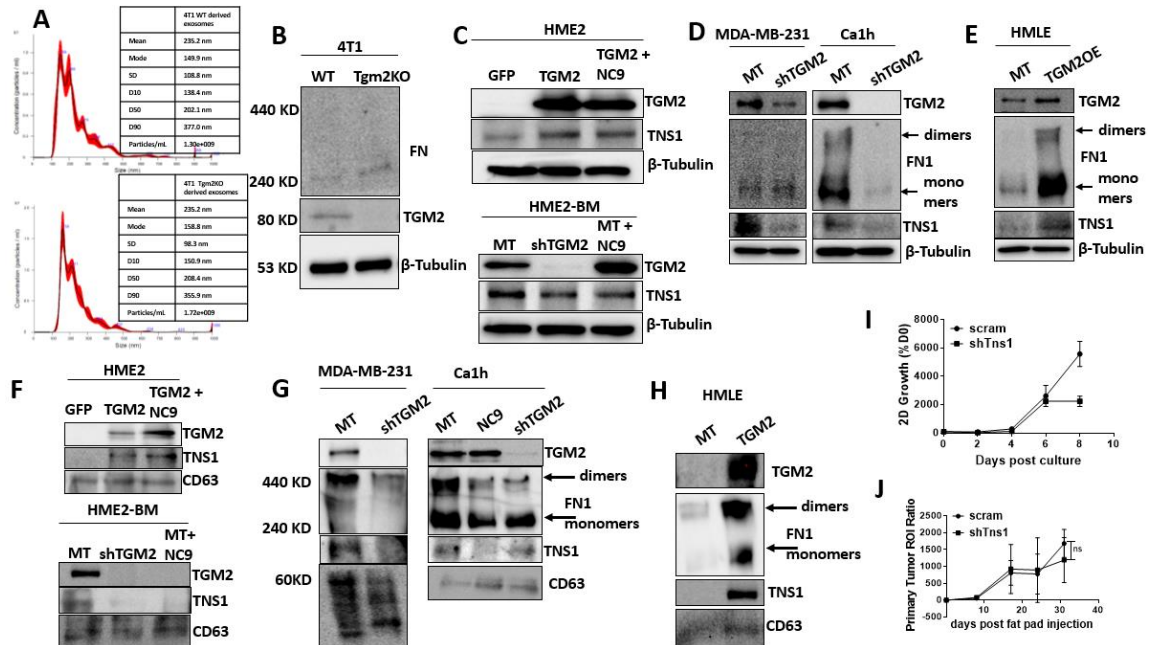 A
4T1 WT derived exosomes
Mean 235.2 nm
Mode 149.9 nm
SD 108.8 nm
D10 138.4 nm
D50 202.1 nm
D90 377.0 nm
Particles/mL 1.30e+009
Concentration (particles / ml)
Size (nm)
4T1 Tgm2KO derived exosomes
Mean 235.2 nm
Mode 158.8 nm
SD 98.3 nm
D10 150.9 nm
D50 208.4 nm
D90 355.9 nm
Particles/mL 1.72e+009
Concentration (particles / ml)
Size (nm)
B
4T1
WT Tgm2KO
440 KD
FN
240 KD
80 KD TGM2
53 KD β-Tubulin
C
HME2
GFP TGM2 TGM2 + NC9
TGM2
TNS1
β-Tubulin
HME2-BM
MT shTGM2 MT + NC9
TGM2
TNS1
β-Tubulin
D
MDA-MB-231 Ca1h
MT shTGM2 MT shTGM2
TGM2
dimers
FN1
mono
mers
TNS1
β-Tubulin
E
HMLE
MT TGM2OE
TGM2
dimers
FN1
mono
mers
TNS1
β-Tubulin
F
HME2
GFP TGM2 TGM2 + NC9
TGM2
TNS1
CD63
HME2-BM
MT shTGM2 MT+ NC9
TGM2
TNS1
CD63
G
MDA-MB-231 Ca1h
MT shTGM2 MT NC9 shTGM2
TGM2
440 KD dimers
FN1
240 KD monomers
TNS1
60KD
CD63
H
HMLE
MT TGM2
TGM2
dimers
FN1
monomers
TNS1
CD63
I
scram
shTns1
2D Growth (% D0)
8000
6000
4000
2000
0
0 2 4 6 8 10
Days post culture
J
scram
shTns1
Primary Tumor ROI Ratio
2500
2000
1500
1000
500
0
-500
ns
0 10 20 30 40
days post fat pad injection